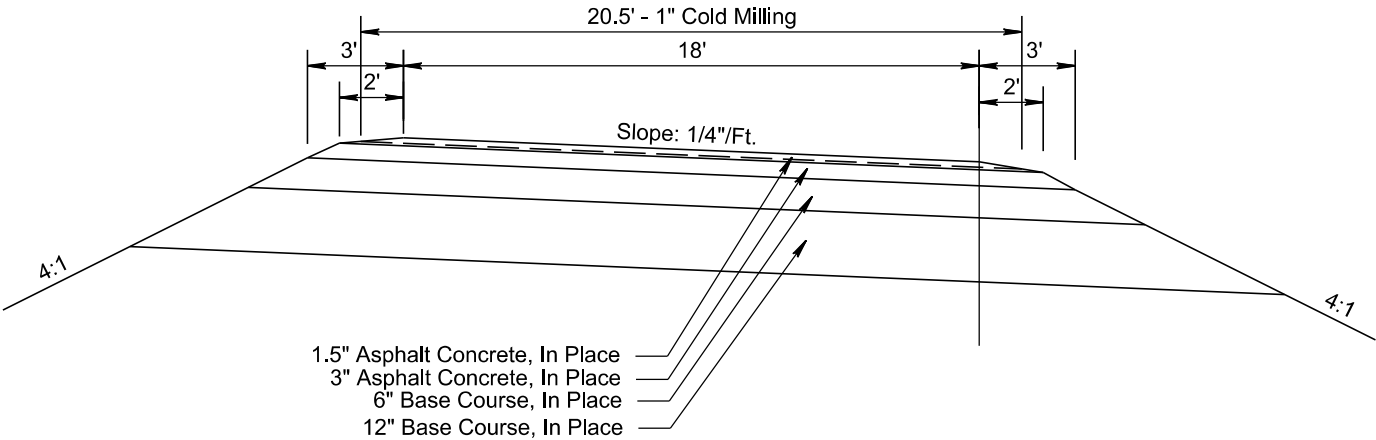 20.5' - 1" Cold Milling
3'
18'
3'
2'
2'
Slope: 1/4"/Ft.
4:1
4:1
1.5" Asphalt Concrete, In Place
3" Asphalt Concrete, In Place
6" Base Course, In Place
12" Base Course, In Place